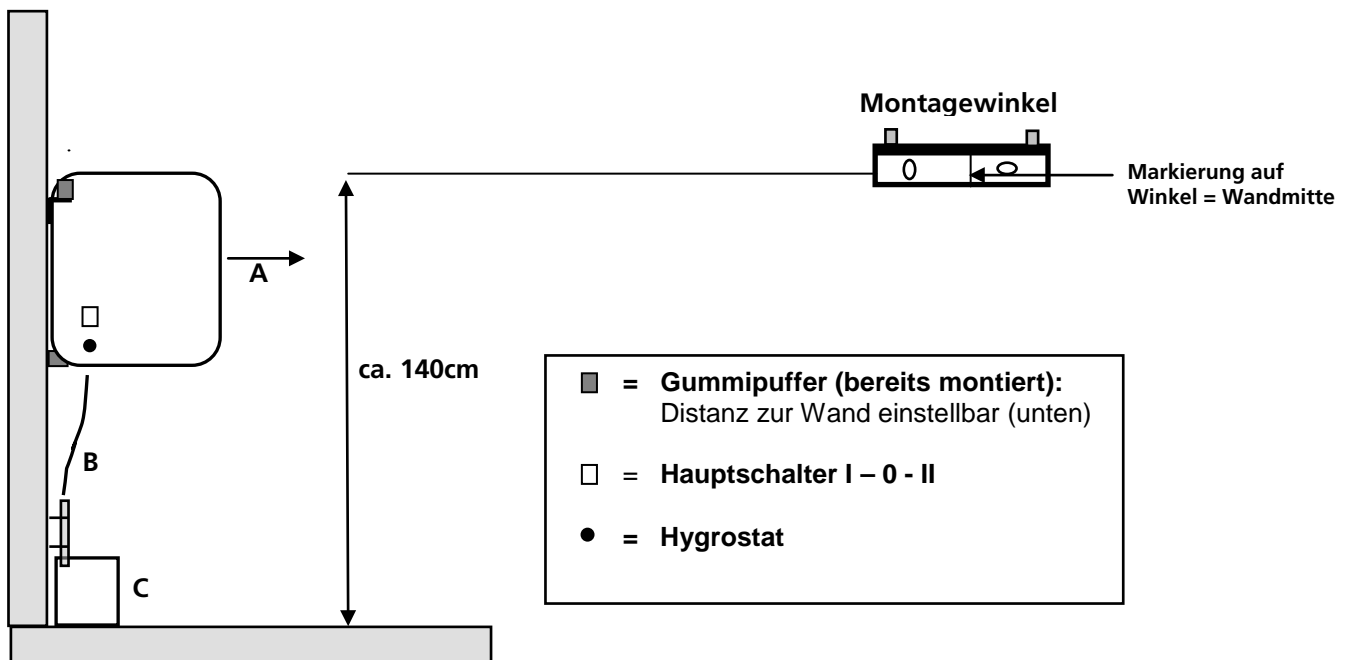 Montagewinkel
Markierung auf
Winkel = Wandmitte
A
ca. 140cm
B
C
= Gummipuffer (bereits montiert):
Distanz zur Wand einstellbar (unten)
= Hauptschalter I – 0 - II
= Hygrostat